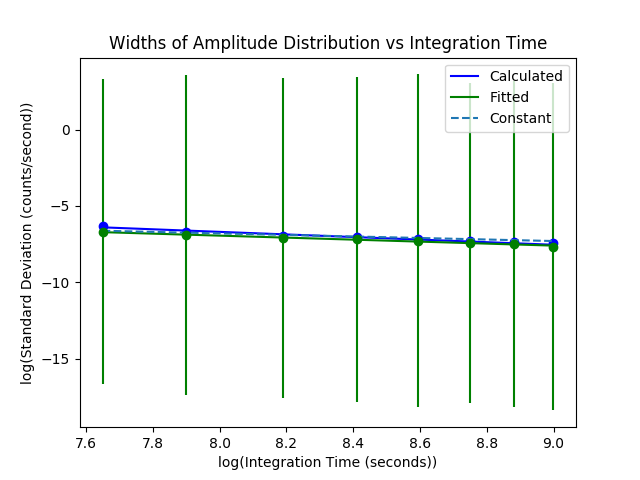 Widths of Amplitude Distribution vs Integration Time
Calculated
Fitted
Constant
0
−5
−10
−15
log(Standard Deviation (counts/second))
7.6 7.8 8.0 8.2 8.4 8.6 8.8 9.0
log(Integration Time (seconds))